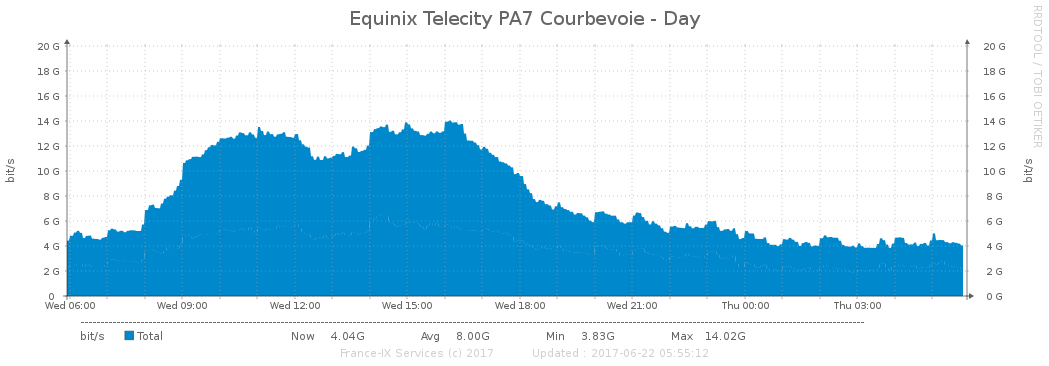 Equinix Telecity PA7 Courbevoie - Day
RRDTOOL / TOBI OETIKER
bit/s
20 G
18 G
16 G
14 G
12 G
10 G
8 G
6 G
4 G
2 G
0
20 G
18 G
16 G
14 G
12 G
10 G
8 G
6 G
4 G
2 G
0 G
bit/s
Wed 06:00 Wed 09:00 Wed 12:00 Wed 15:00 Wed 18:00 Wed 21:00 Thu 00:00 Thu 03:00
bit/s Total Now 4.04G Avg 8.00G Min 3.83G Max 14.02G
France-IX Services (c) 2017 Updated : 2017-06-22 05:55:12